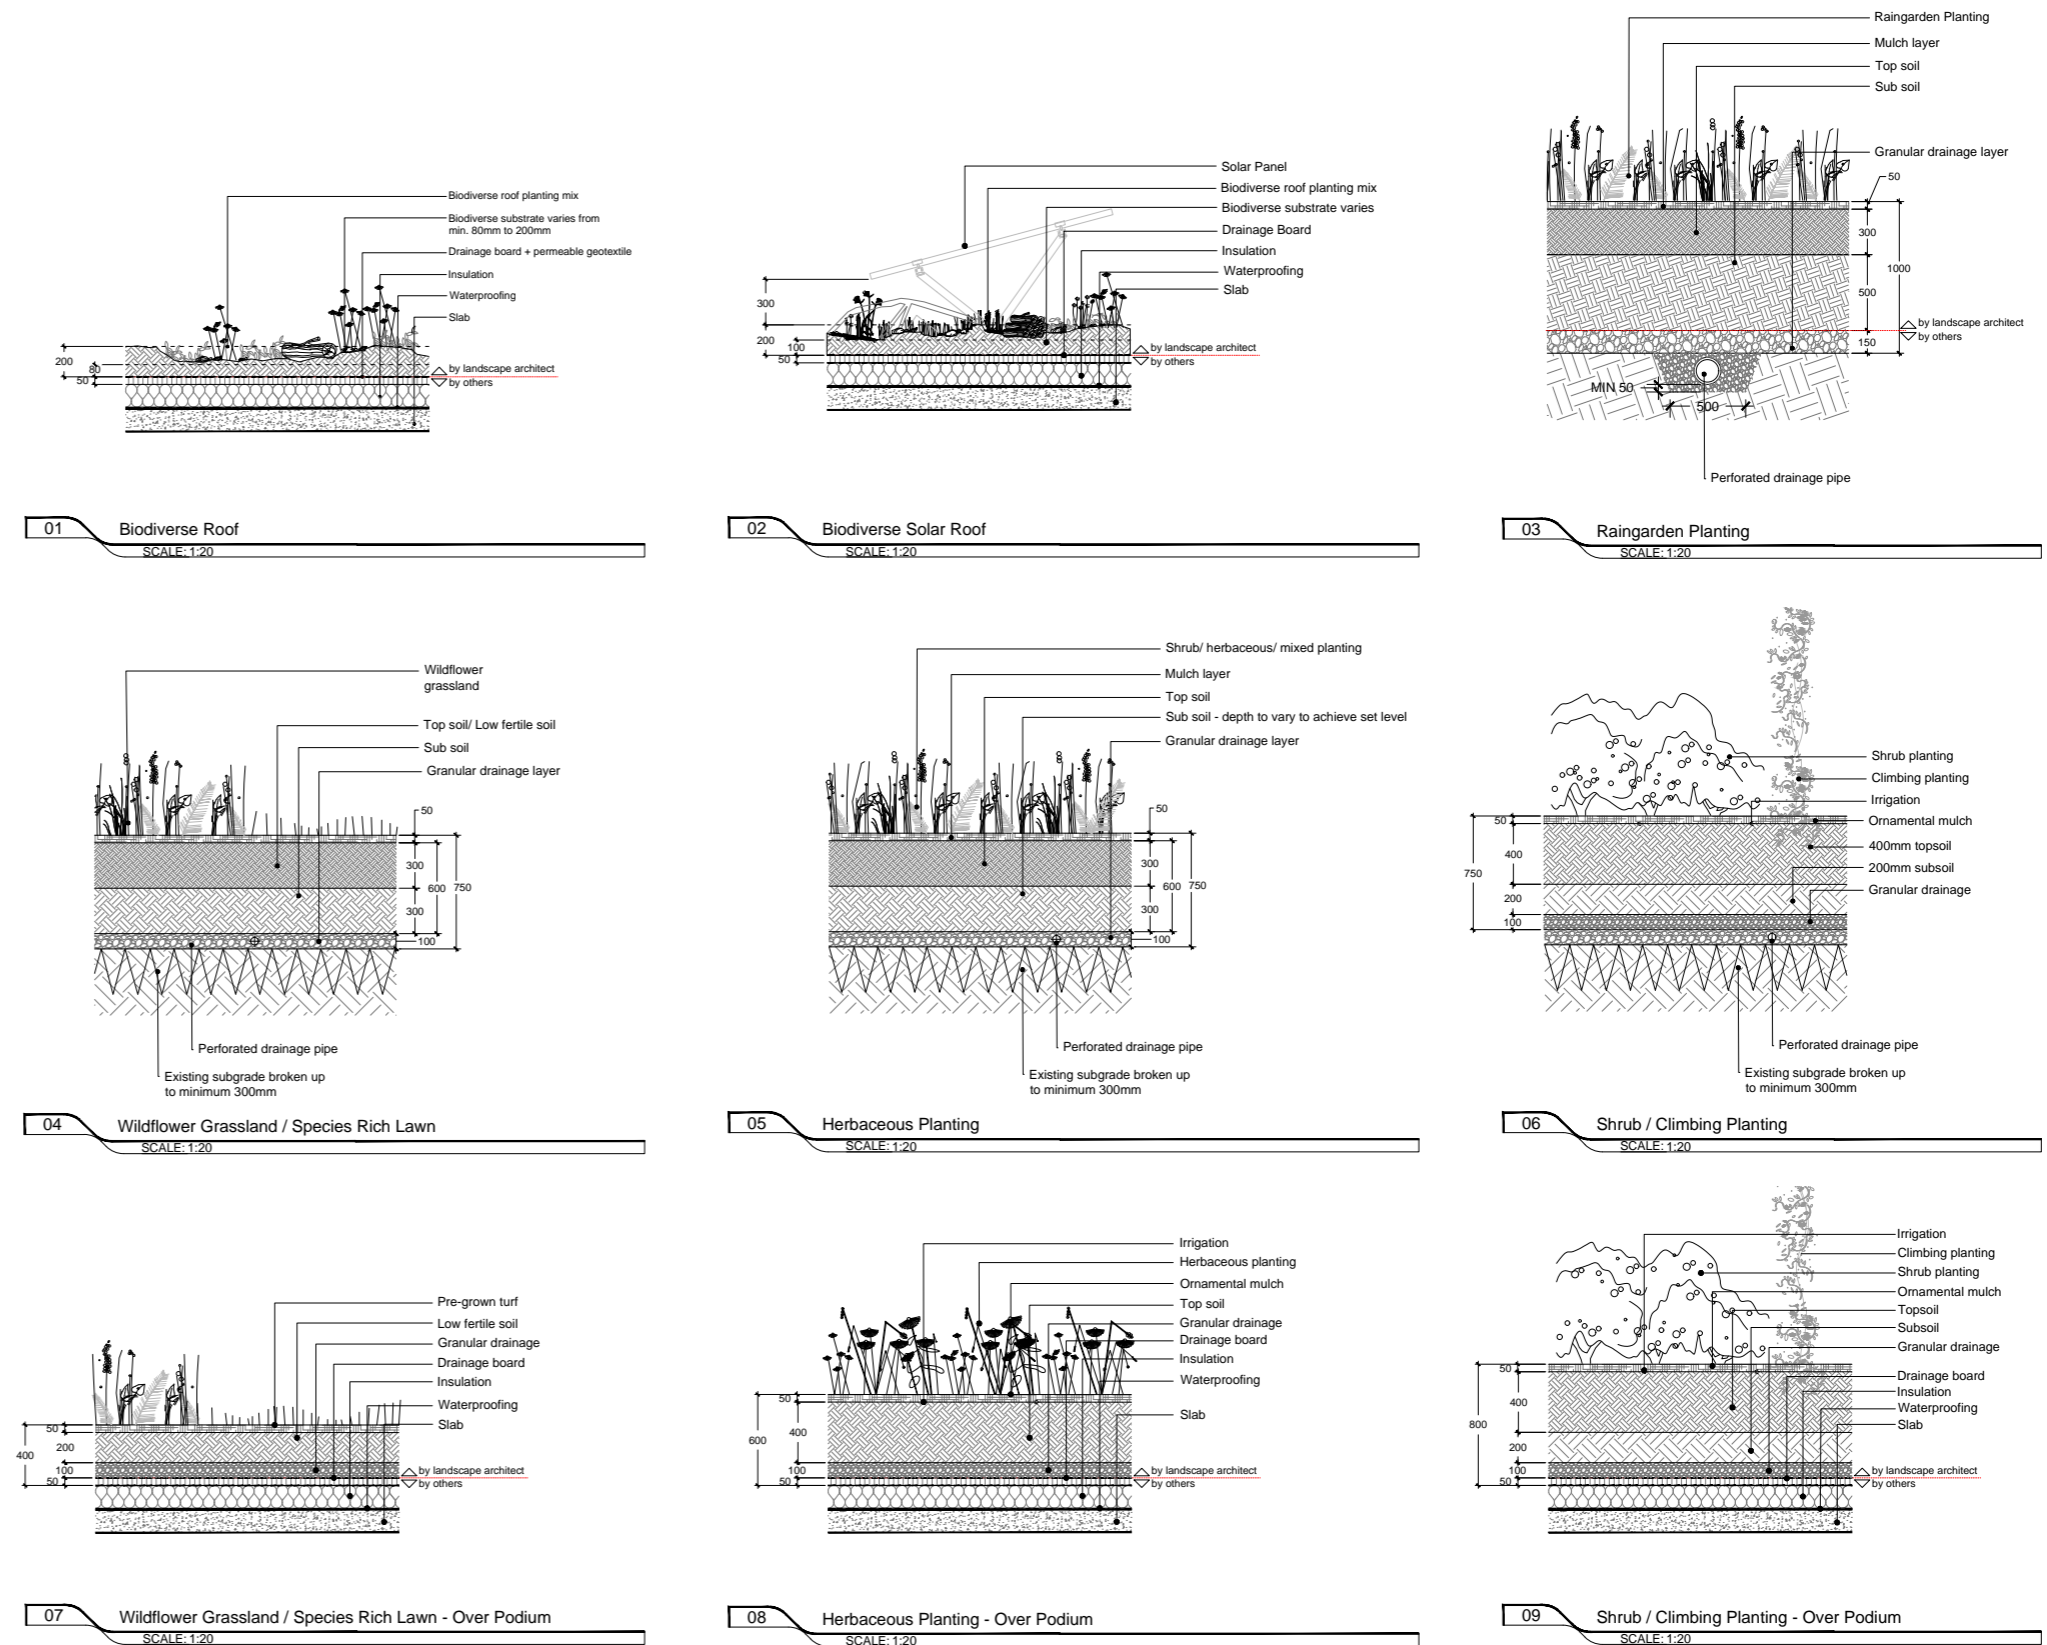 Biodiverse roof planting mix
Biodiverse substrate varies from
min. 80mm to 200mm
Drainage board + permeable geotextile
Insulation
Waterproofing
Slab
200
80
50
by landscape architect
by others
01
Biodiverse Roof
SCALE: 1:20
Solar Panel
Biodiverse roof planting mix
Biodiverse substrate varies
Drainage Board
Insulation
Waterproofing
Slab
300
200
100
50
by landscape architect
by others
02
Biodiverse Solar Roof
SCALE: 1:20
Raingarden Planting
Mulch layer
Top soil
Sub soil
Granular drainage layer
50
300
1000
500
by landscape architect
by others
150
MIN 50
500
Perforated drainage pipe
03
Raingarden Planting
SCALE: 1:20
Wildflower
grassland
Top soil/ Low fertile soil
Sub soil
Granular drainage layer
50
300
600
750
300
100
Perforated drainage pipe
Existing subgrade broken up
to minimum 300mm
04
Wildflower Grassland / Species Rich Lawn
SCALE: 1:20
Shrub/ herbaceous/ mixed planting
Mulch layer
Top soil
Sub soil - depth to vary to achieve set level
Granular drainage layer
50
300
600
750
300
100
Perforated drainage pipe
Existing subgrade broken up
to minimum 300mm
05
Herbaceous Planting
SCALE: 1:20
Shrub planting
Climbing planting
Irrigation
Ornamental mulch
400mm topsoil
200mm subsoil
Granular drainage
50
400
750
200
100
Perforated drainage pipe
Existing subgrade broken up
to minimum 300mm
06
Shrub / Climbing Planting
SCALE: 1:20
Pre-grown turf
Low fertile soil
Granular drainage
Drainage board
Insulation
Waterproofing
Slab
50
200
400
100
50
by landscape architect
by others
07
Wildflower Grassland / Species Rich Lawn - Over Podium
SCALE: 1:20
Irrigation
Herbaceous planting
Ornamental mulch
Top soil
Granular drainage
Drainage board
Insulation
Waterproofing
Slab
50
400
600
100
50
by landscape architect
by others
08
Herbaceous Planting - Over Podium
SCALE: 1:20
Irrigation
Climbing planting
Shrub planting
Ornamental mulch
Topsoil
Subsoil
Granular drainage
Drainage board
Insulation
Waterproofing
Slab
50
400
800
200
100
50
by landscape architect
by others
09
Shrub / Climbing Planting - Over Podium
SCALE: 1:20